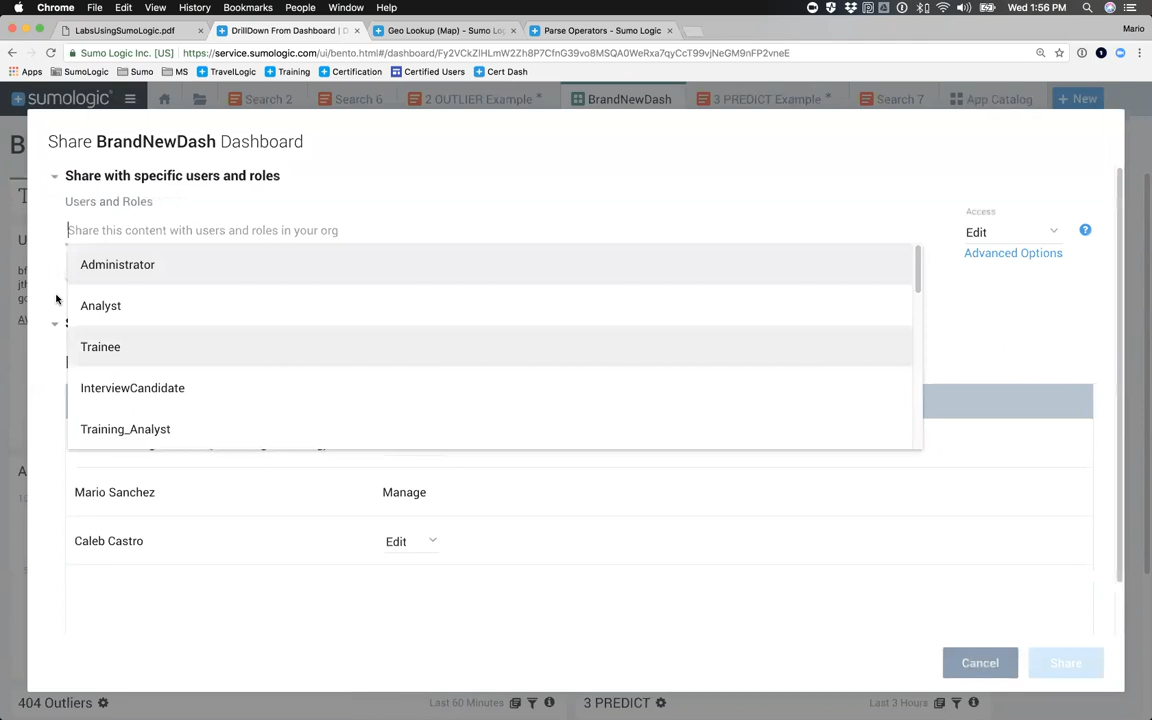 Chrome File Edit View History Bookmarks People Window Help Wed 1:56 PM
LabsUsingSumoLogic.pdf DrillDown From Dashboard | Geo Lookup (Map) - Sumo Lo Parse Operators - Sumo Logic Mario
Sumo Logic Inc. [US] https://service.sumologic.com/ui/bento.html#/dashboard/Fy2VCkZIHLmW2Zh8P7CfnG39vo8MSQA0WeRxa7qyCcT99vjNeGM9nFP2vneE
Apps SumoLogic Sumo MS TravelLogic Training Certification Certified Users Cert Dash
sumologic Search 2 Search 6 2 OUTLIER Example * BrandNewDash 3 PREDICT Example * Search 7 App Catalog + New
Share BrandNewDash Dashboard
Share with specific users and roles
Users and Roles
Access
Share this content with users and roles in your org
Edit
Advanced Options
Administrator
Analyst
Trainee
InterviewCandidate
Training_Analyst
Mario Sanchez Manage
Caleb Castro Edit
Cancel Share
404 Outliers Last 60 Minutes 3 PREDICT Last 3 Hours